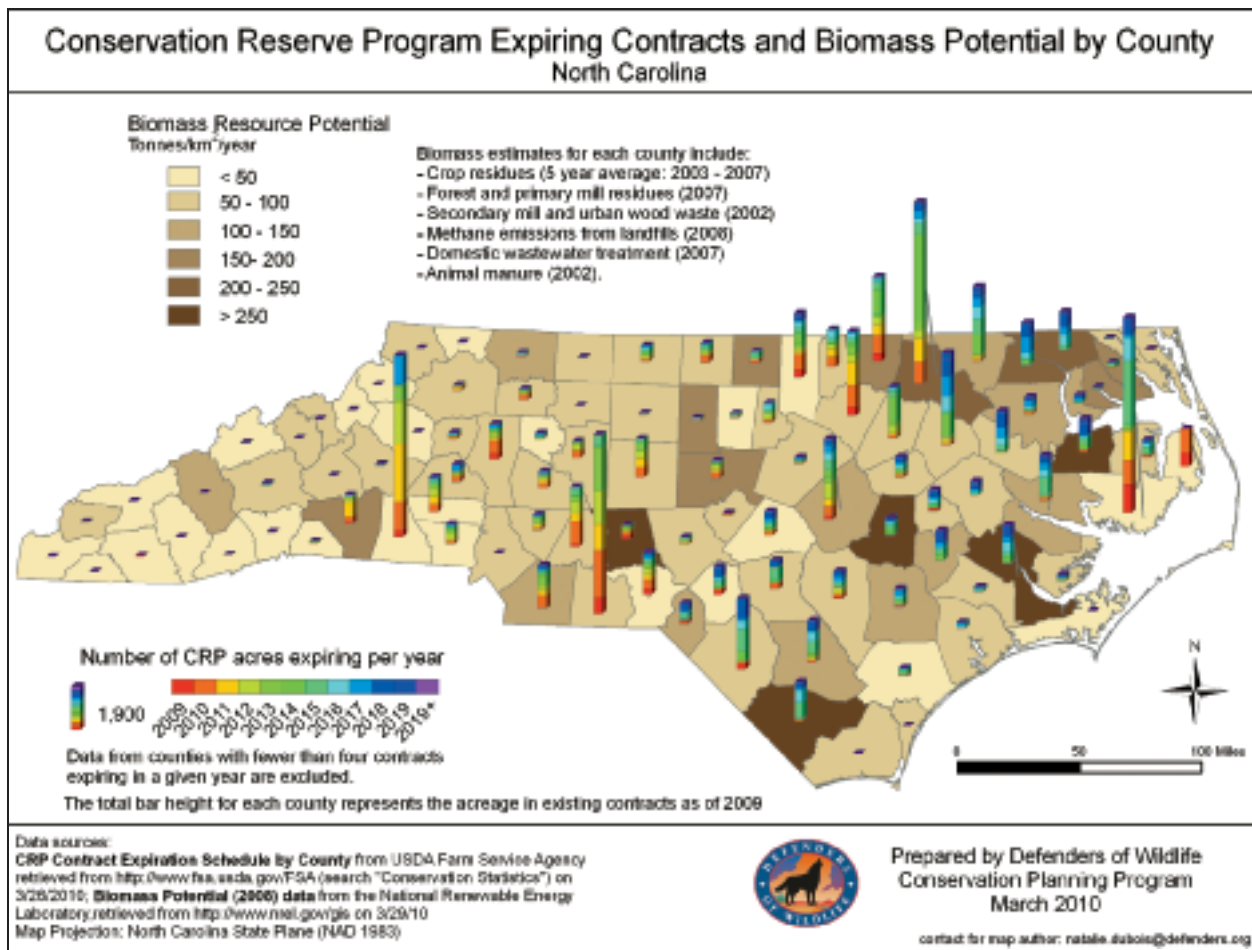 Conservation Reserve Program Expiring Contracts and Biomass Potential by County
North Carolina
Biomass Resource Potential
Tonnes/km²/year
< 50
50 - 100
100 - 150
150- 200
200 - 250
> 250
Biomass estimates for each county include:
- Crop residues (5 year average: 2003 - 2007)
- Forest and primary mill residues (2007)
- Secondary mill and urban wood waste (2002)
- Methane emissions from landfills (2008)
- Domestic wastewater treatment (2007)
- Animal manure (2002).
Number of CRP acres expiring per year
1,900
2009
2010
2011
2012
2013
2014
2015
2016
2017
2018
2019
2019+
Data from counties with fewer than four contracts
expiring in a given year are excluded.
The total bar height for each county represents the acreage in existing contracts as of 2009
N
0 50 100 Miles
Data sources:
CRP Contract Expiration Schedule by County from USDA Farm Service Agency
retrieved from http://www.fsa.usda.gov/FSA (search "Conservation Statistics") on
3/26/2010; Biomass Potential (2008) data from the National Renewable Energy
Laboratory,retrieved from http://www.nrel.gov/gis on 3/29/10
Map Projection: North Carolina State Plane (NAD 1983)
DEFENDERS
OF WILDLIFE
Prepared by Defenders of Wildlife
Conservation Planning Program
March 2010
contact for map author: natalie.dubois@defenders.org